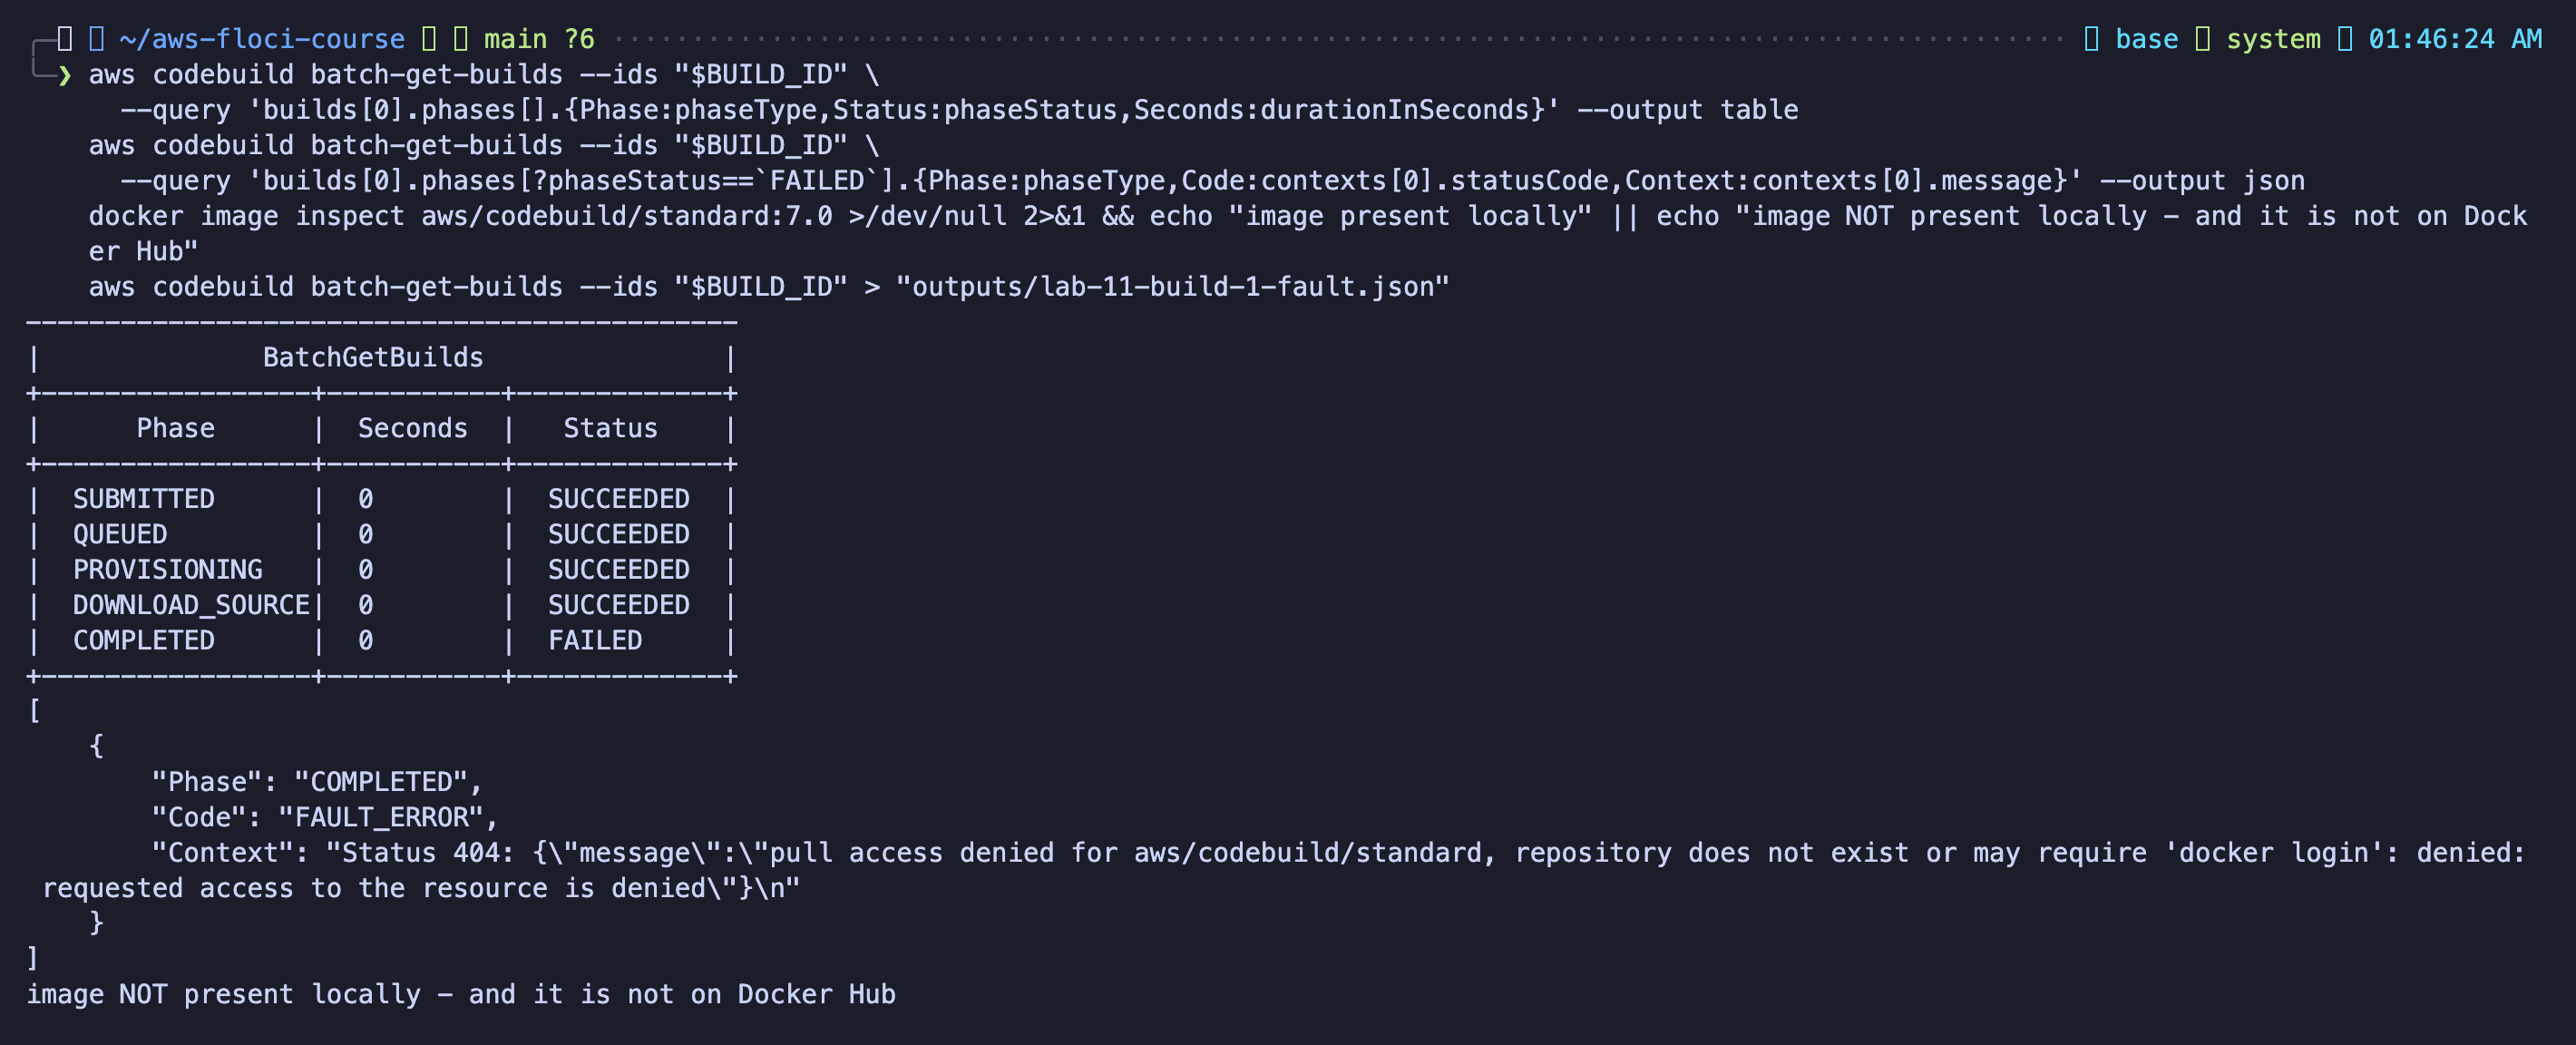 ~/aws-floci-course main ?6 base system 01:46:24 AM
❯ aws codebuild batch-get-builds --ids "$BUILD_ID" \
--query 'builds[0].phases[].{Phase:phaseType,Status:phaseStatus,Seconds:durationInSeconds}' --output table
aws codebuild batch-get-builds --ids "$BUILD_ID" \
--query 'builds[0].phases[?phaseStatus==`FAILED`].{Phase:phaseType,Code:contexts[0].statusCode,Context:contexts[0].message}' --output json
docker image inspect aws/codebuild/standard:7.0 >/dev/null 2>&1 && echo "image present locally" || echo "image NOT present locally — and it is not on Dock
er Hub"
aws codebuild batch-get-builds --ids "$BUILD_ID" > "outputs/lab-11-build-1-fault.json"
---------------------------------------------
|              BatchGetBuilds               |
+-----------------+-----------+-------------+
|      Phase      |  Seconds  |   Status    |
+-----------------+-----------+-------------+
|  SUBMITTED      |  0        |  SUCCEEDED  |
|  QUEUED         |  0        |  SUCCEEDED  |
|  PROVISIONING   |  0        |  SUCCEEDED  |
|  DOWNLOAD_SOURCE|  0        |  SUCCEEDED  |
|  COMPLETED      |  0        |  FAILED     |
+-----------------+-----------+-------------+
[
    {
        "Phase": "COMPLETED",
        "Code": "FAULT_ERROR",
        "Context": "Status 404: {\"message\":\"pull access denied for aws/codebuild/standard, repository does not exist or may require 'docker login': denied:
 requested access to the resource is denied\"}\n"
    }
]
image NOT present locally — and it is not on Docker Hub